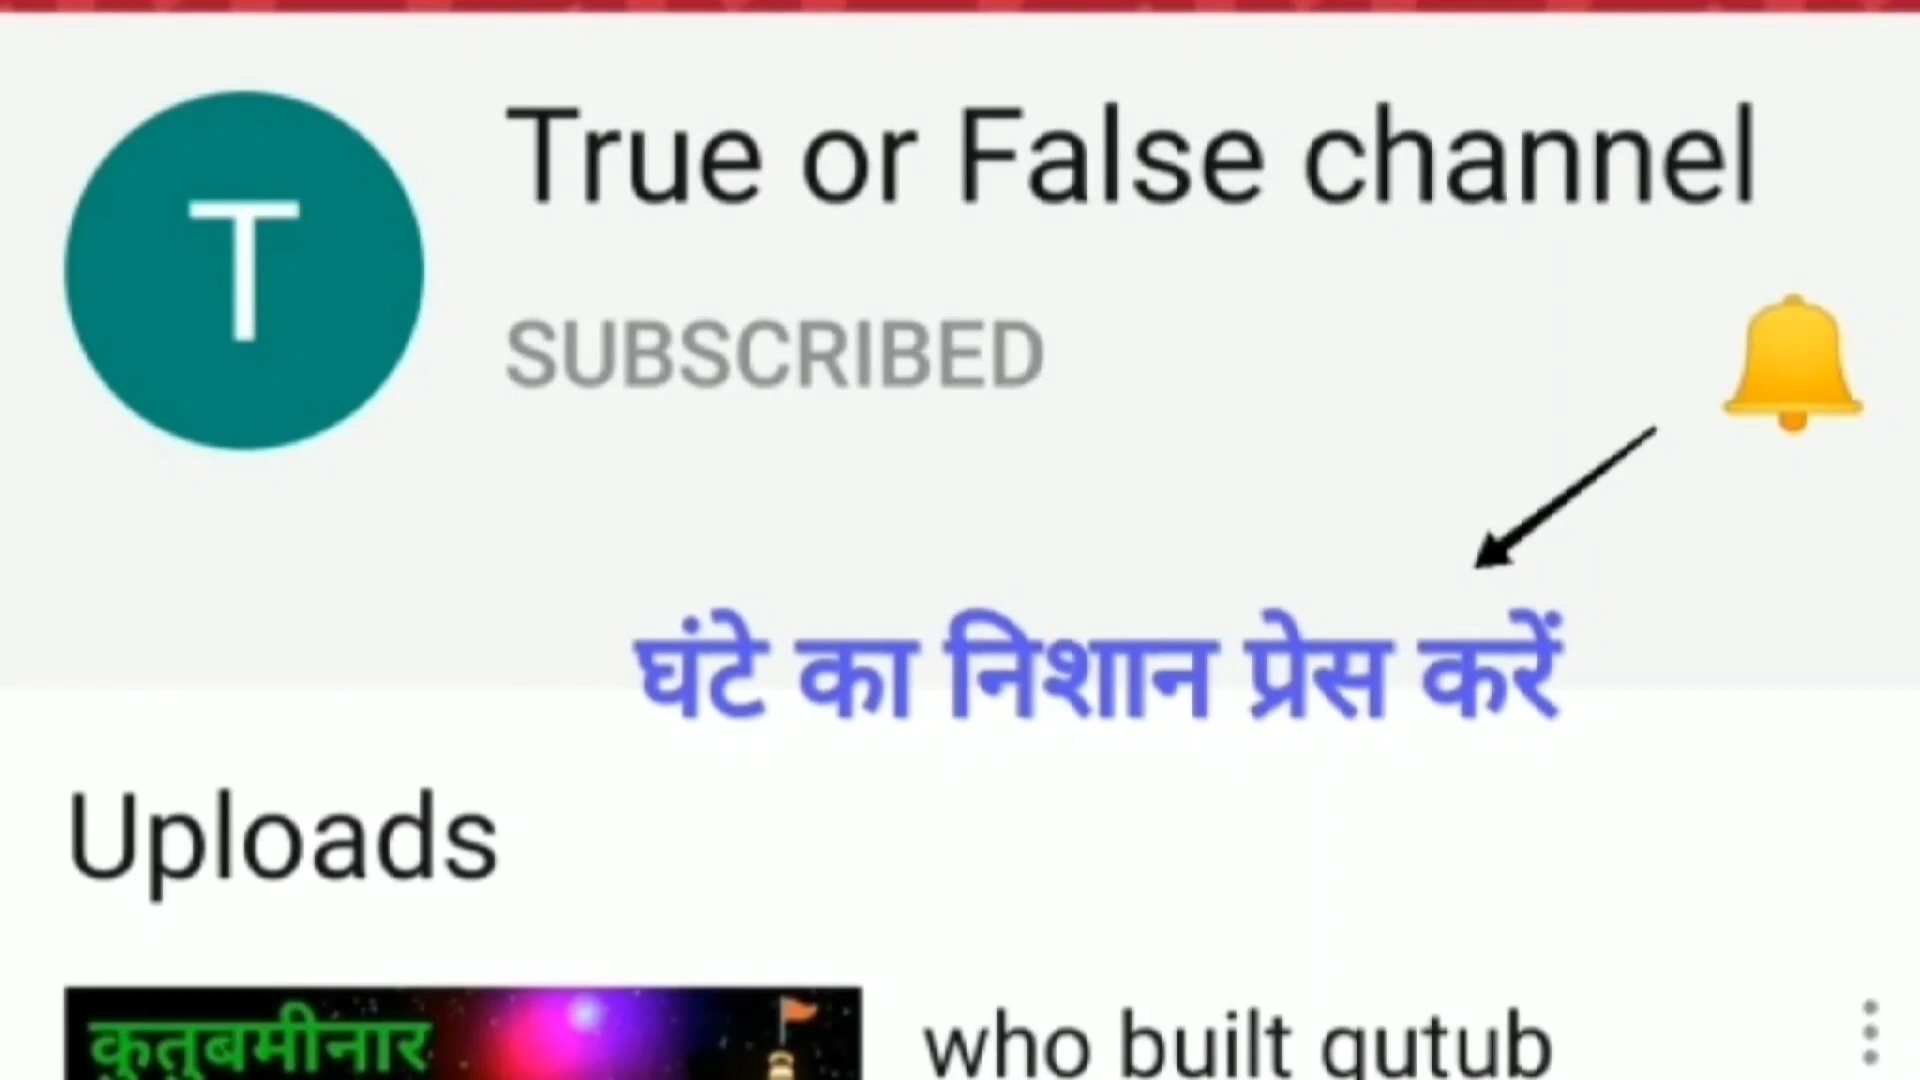 T
True or False channel
SUBSCRIBED
घंटे का निशान प्रेस करें
Uploads
कुतुबमीनार
who built qutub